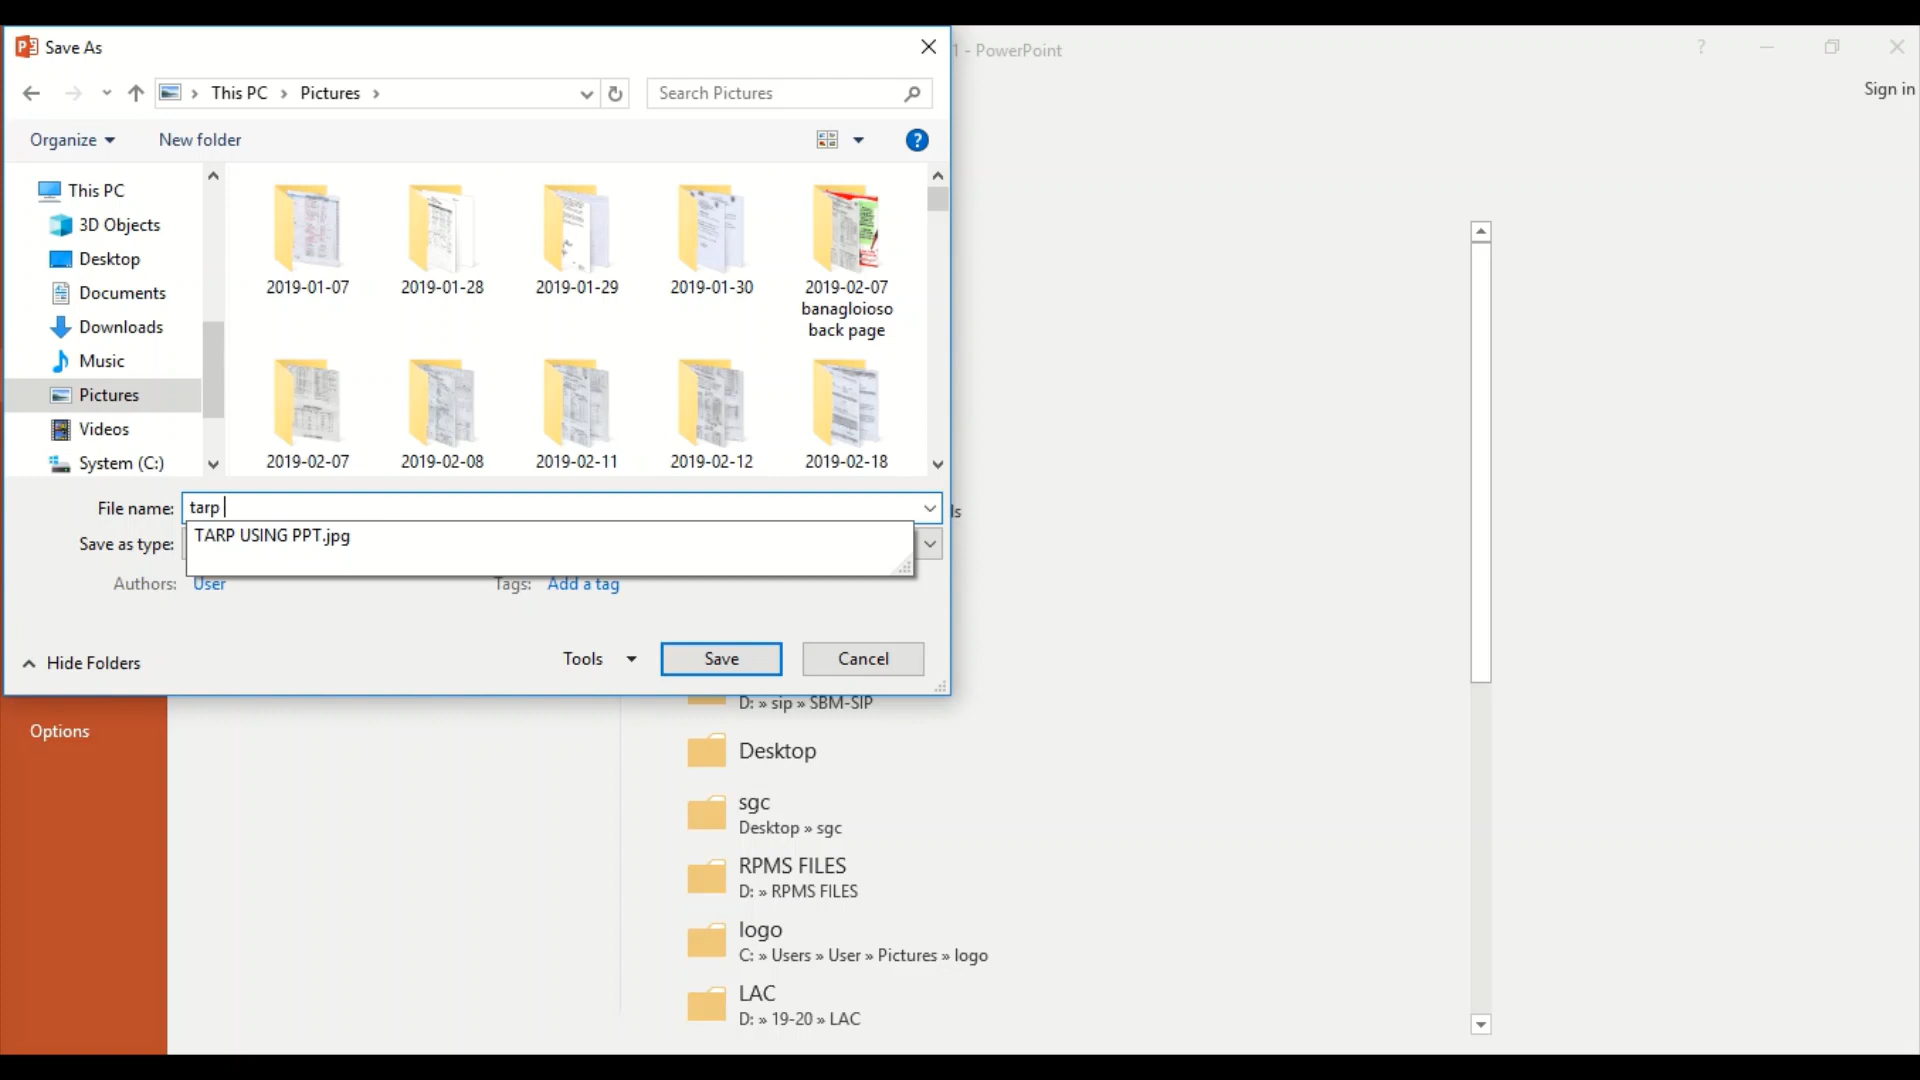 Save As
1 - PowerPoint
?
Sign in
This PC > Pictures >
Search Pictures
Organize
New folder
?
This PC
3D Objects
Desktop
Documents
Downloads
Music
Pictures
Videos
System (C:)
2019-01-07
2019-01-28
2019-01-29
2019-01-30
2019-02-07
banagloioso
back page
2019-02-07
2019-02-08
2019-02-11
2019-02-12
2019-02-18
File name: tarp
ls
TARP USING PPT.jpg
Save as type:
Authors: User
Tags: Add a tag
Hide Folders
Tools
Save
Cancel
Options
D: » sip » SBM-SIP
Desktop
sgc
Desktop » sgc
RPMS FILES
D: » RPMS FILES
logo
C: » Users » User » Pictures » logo
LAC
D: » 19-20 » LAC